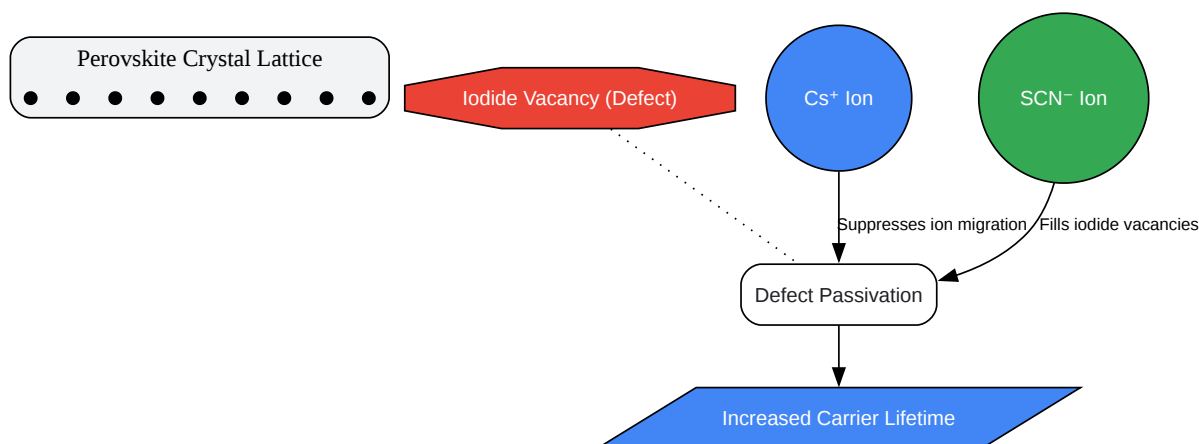 Perovskite Crystal Lattice
Iodide Vacancy (Defect)
Cs⁺ Ion
SCN⁻ Ion
Suppresses ion migration
Fills iodide vacancies
Defect Passivation
Increased Carrier Lifetime